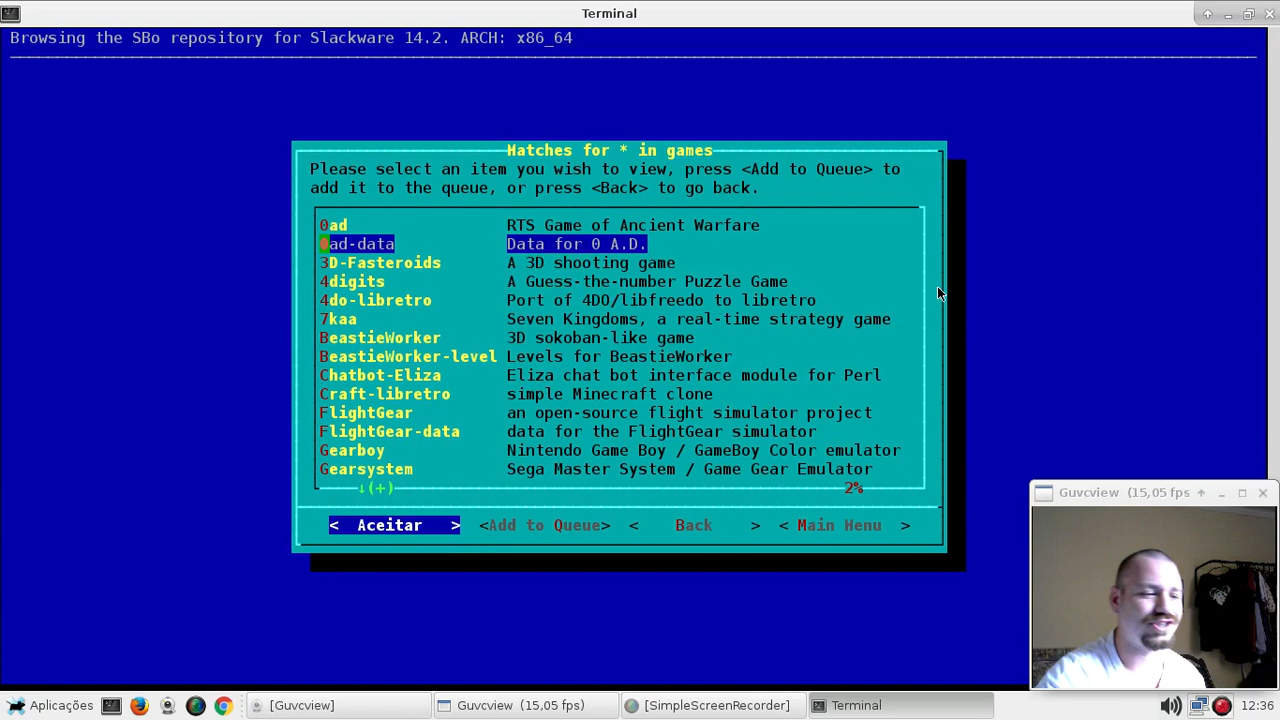 Terminal
Browsing the SBo repository for Slackware 14.2. ARCH: x86_64
Matches for * in games
Please select an item you wish to view, press <Add to Queue> to
add it to the queue, or press <Back> to go back.
0ad RTS Game of Ancient Warfare
0ad-data Data for 0 A.D.
3D-Fasteroids A 3D shooting game
4digits A Guess-the-number Puzzle Game
4do-libretro Port of 4DO/libfreedo to libretro
7kaa Seven Kingdoms, a real-time strategy game
BeastieWorker 3D sokoban-like game
BeastieWorker-level Levels for BeastieWorker
Chatbot-Eliza Eliza chat bot interface module for Perl
Craft-libretro simple Minecraft clone
FlightGear an open-source flight simulator project
FlightGear-data data for the FlightGear simulator
Gearboy Nintendo Game Boy / GameBoy Color emulator
Gearsystem Sega Master System / Game Gear Emulator
↓(+) 2%
< Aceitar > <Add to Queue> < Back > < Main Menu >
Guvcview (15,05 fps
Aplicações [Guvcview] Guvcview (15,05 fps) [SimpleScreenRecorder] Terminal 12:36